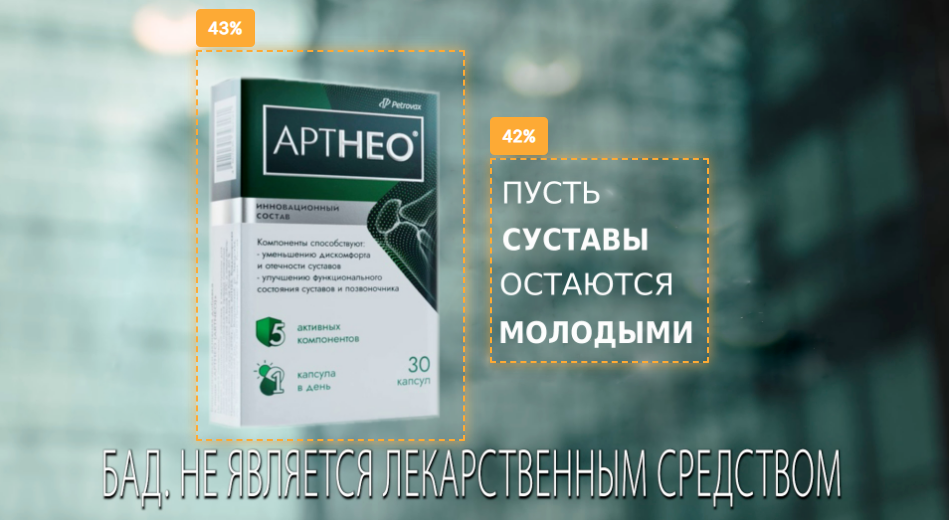 43%
Petrovax
АРТНЕО®
ИННОВАЦИОННЫЙ
СОСТАВ
Компоненты способствуют:
- уменьшению дискомфорта
и отечности суставов
- улучшению функционального
состояния суставов и позвоночника
5 активных
компонентов
1 капсула
в день
30
капсул
42%
ПУСТЬ
СУСТАВЫ
ОСТАЮТСЯ
МОЛОДЫМИ
БАД. НЕ ЯВЛЯЕТСЯ ЛЕКАРСТВЕННЫМ СРЕДСТВОМ